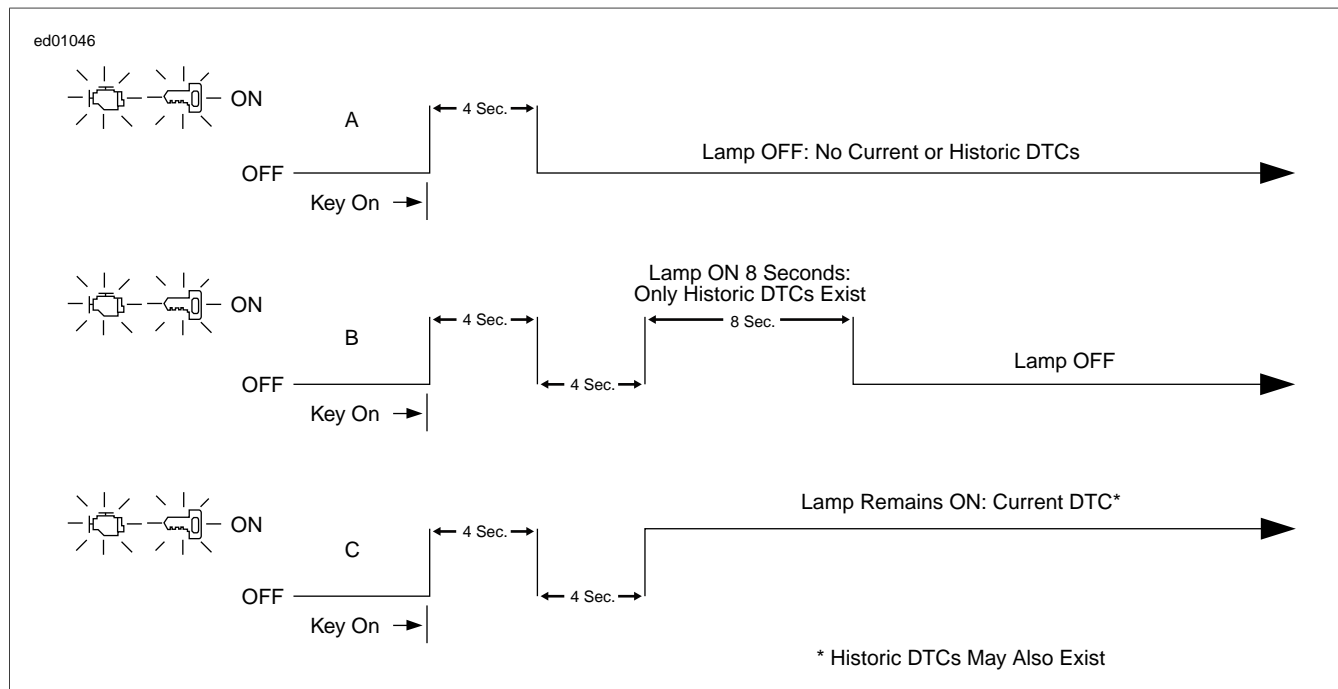 ed01046
ON
A
4 Sec.
Lamp OFF: No Current or Historic DTCs
OFF
Key On
Lamp ON 8 Seconds:
Only Historic DTCs Exist
ON
4 Sec.
8 Sec.
B
Lamp OFF
OFF
4 Sec.
Key On
Lamp Remains ON: Current DTC*
ON
4 Sec.
C
OFF
4 Sec.
Key On
* Historic DTCs May Also Exist